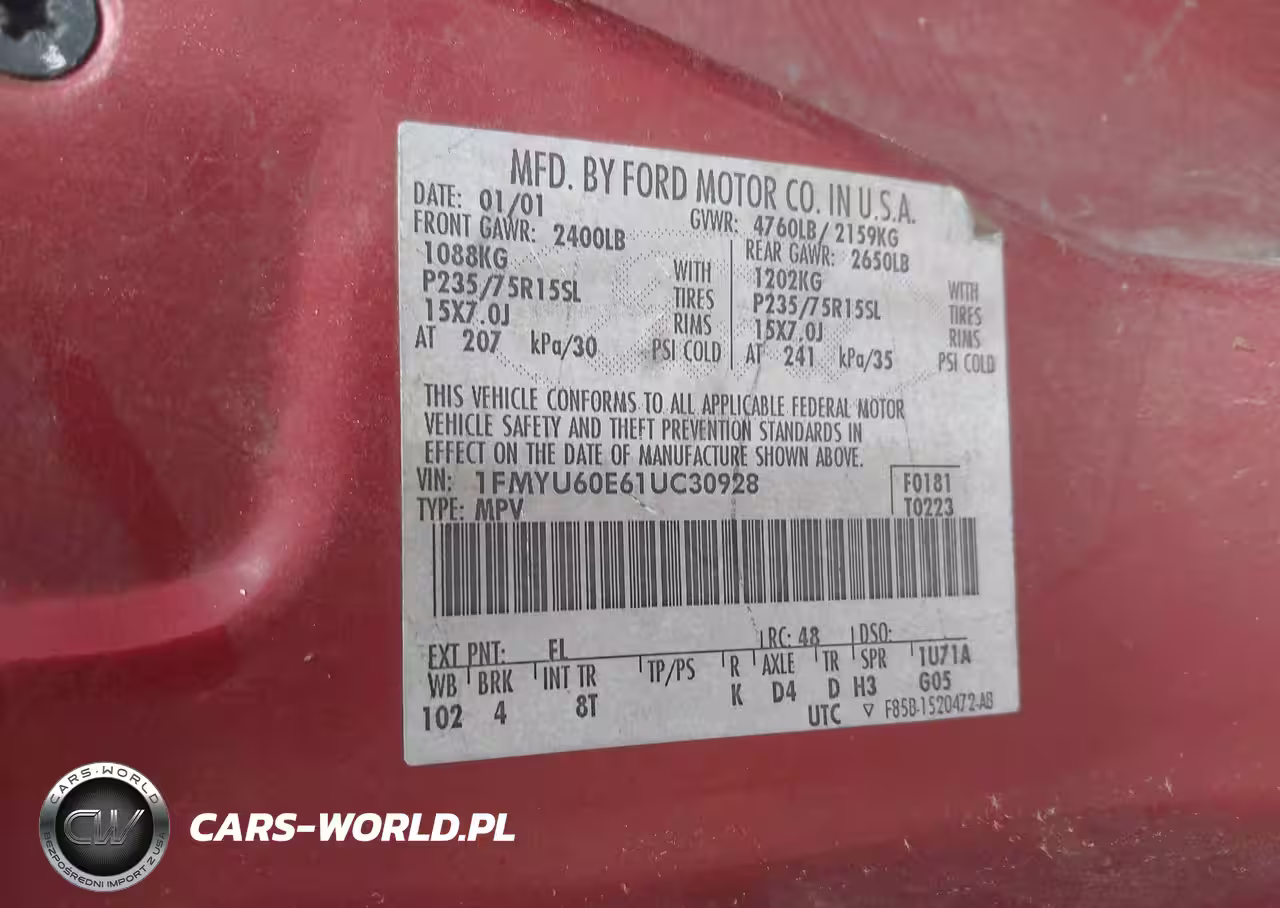 MFD. BY FORD MOTOR CO. IN U.S.A.
DATE: 01/01 GVWR: 4760LB/ 2159KG
FRONT GAWR: 2400LB REAR GAWR: 2650LB
1088KG WITH 1202KG WITH
P235/75R15SL TIRES P235/75R15SL TIRES
15X7.0J RIMS 15X7.0J RIMS
AT 207 kPa/30 PSI COLD AT 241 kPa/35 PSI COLD
THIS VEHICLE CONFORMS TO ALL APPLICABLE FEDERAL MOTOR
VEHICLE SAFETY AND THEFT PREVENTION STANDARDS IN
EFFECT ON THE DATE OF MANUFACTURE SHOWN ABOVE.
VIN: 1FMYU60E61UC30928 F0181
TYPE: MPV T0223
EXT PNT: FL RC: 48 DSO:
WB BRK INT TR TP/PS R AXLE TR SPR 1U71A
102 4 8T K D4 D H3 G05
UTC ▽ F85B-1520472-AB
CARS-WORLD
CW
BEZPOŚREDNI IMPORT Z USA
CARS-WORLD.PL